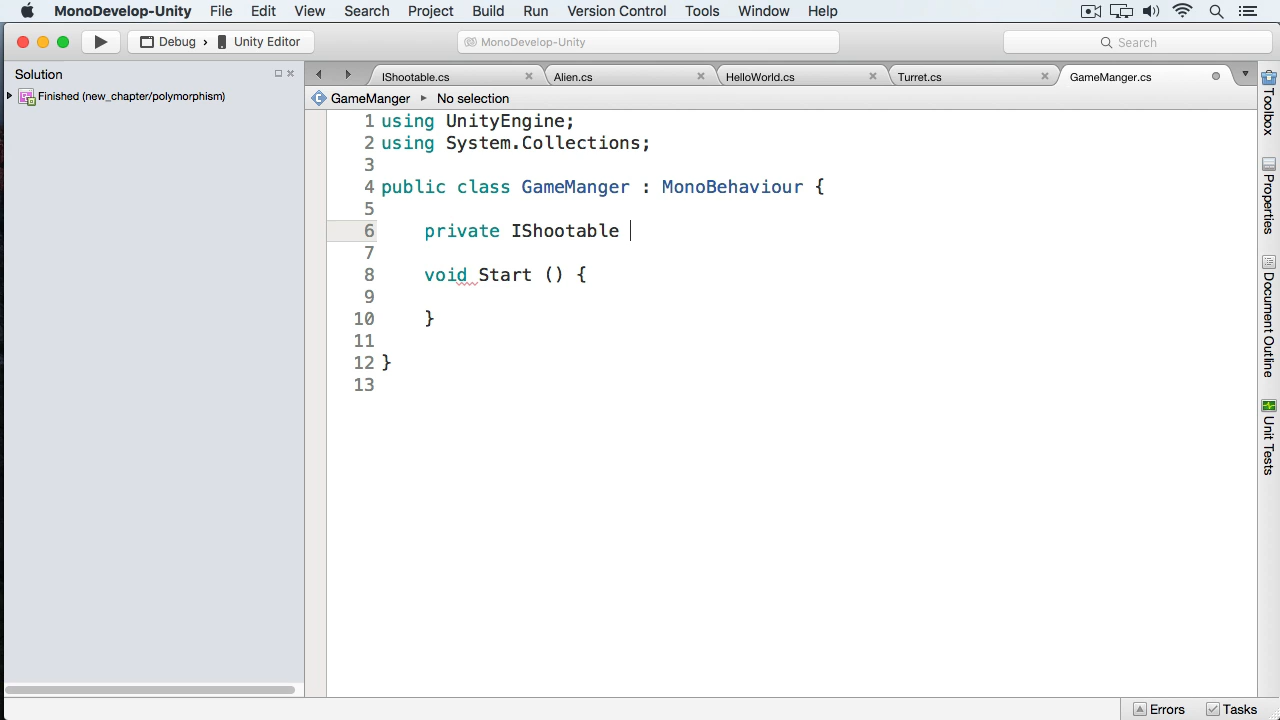 MonoDevelop-Unity File Edit View Search Project Build Run Version Control Tools Window Help
Debug › Unity Editor MonoDevelop-Unity Search
Solution
Finished (new_chapter/polymorphism)
IShootable.cs Alien.cs HelloWorld.cs Turret.cs GameManger.cs
GameManger ▸ No selection
1 using UnityEngine;
2 using System.Collections;
3
4 public class GameManger : MonoBehaviour {
5
6 private IShootable
7
8 void Start () {
9
10 }
11
12 }
13
Toolbox
Properties
Document Outline
Unit Tests
Errors Tasks